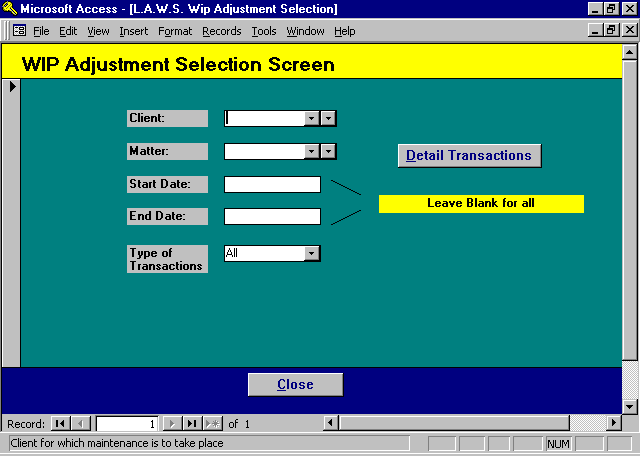 Microsoft Access - [L.A.W.S. Wip Adjustment Selection]
File Edit View Insert Format Records Tools Window Help
WIP Adjustment Selection Screen
Client:
Matter:
Detail Transactions
Start Date:
Leave Blank for all
End Date:
Type of
Transactions
All
Close
Record: 1 of 1
Client for which maintenance is to take place NUM